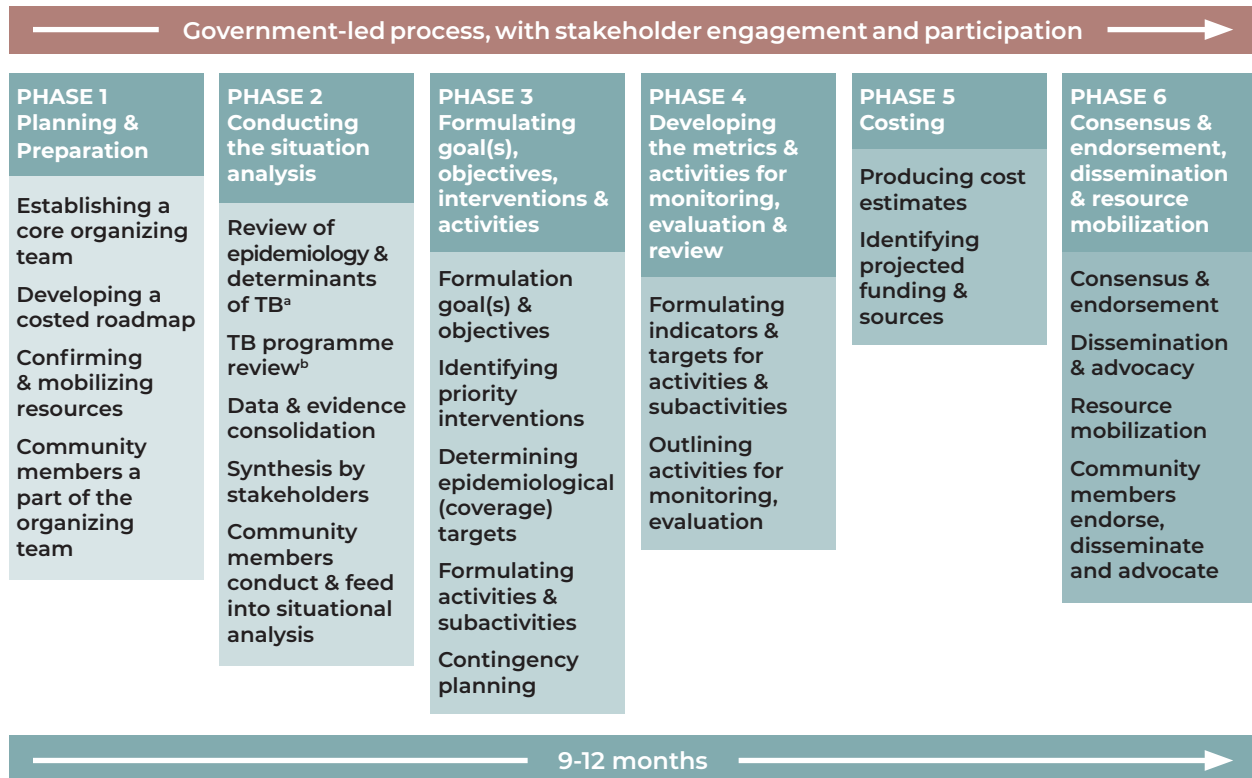 Government-led process, with stakeholder engagement and participation
PHASE 1
Planning &
Preparation
Establishing a
core organizing
team
Developing a
costed roadmap
Confirming
& mobilizing
resources
Community
members a
part of the
organizing
team
PHASE 2
Conducting
the situation
analysis
Review of
epidemiology &
determinants
of TBᵃ
TB programme
reviewᵇ
Data & evidence
consolidation
Synthesis by
stakeholders
Community
members
conduct & feed
into situational
analysis
PHASE 3
Formulating
goal(s),
objectives,
interventions &
activities
Formulation
goal(s) &
objectives
Identifying
priority
interventions
Determining
epidemiological
(coverage)
targets
Formulating
activities &
subactivities
Contingency
planning
PHASE 4
Developing
the metrics &
activities for
monitoring,
evaluation &
review
Formulating
indicators &
targets for
activities &
subactivities
Outlining
activities for
monitoring,
evaluation
PHASE 5
Costing
Producing cost
estimates
Identifying
projected
funding &
sources
PHASE 6
Consensus &
endorsement,
dissemination
& resource
mobilization
Consensus &
endorsement
Dissemination
& advocacy
Resource
mobilization
Community
members
endorse,
disseminate
and advocate
9-12 months